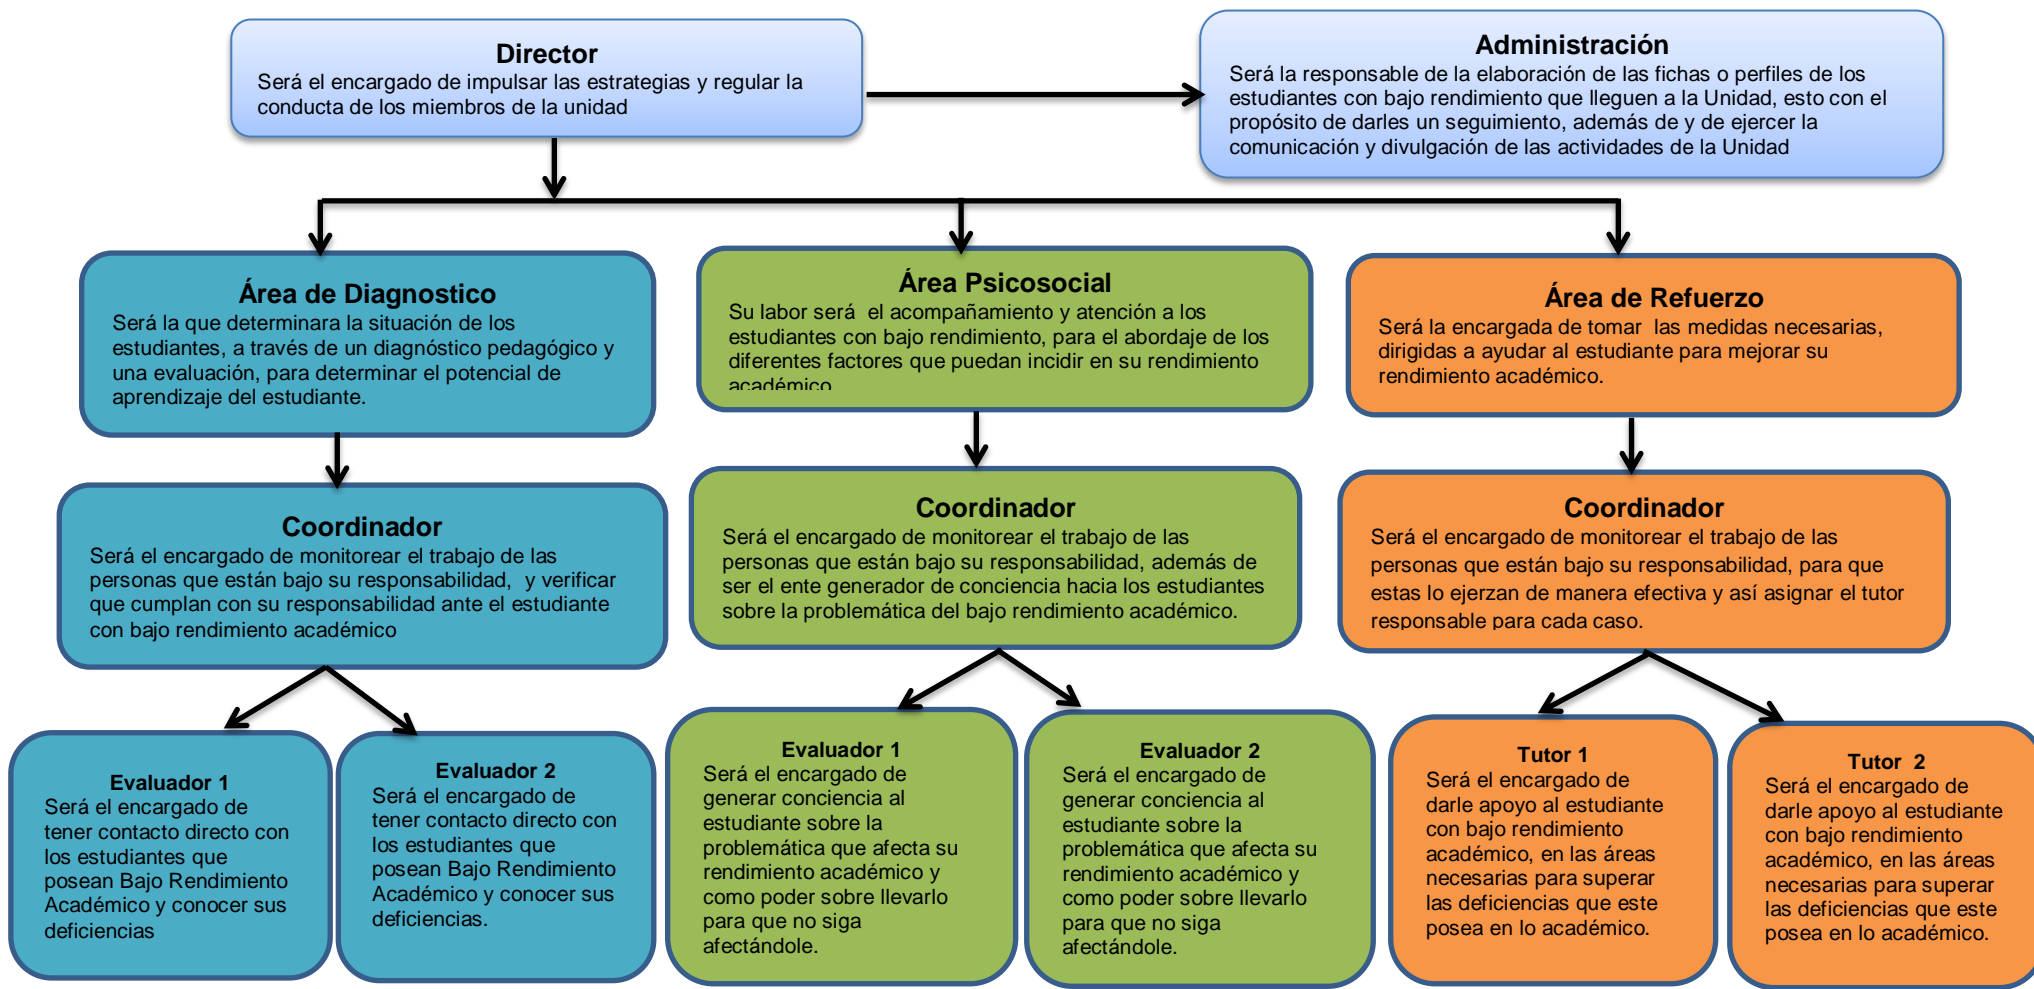 Director
Será el encargado de impulsar las estrategias y regular la
conducta de los miembros de la unidad
Administración
Será la responsable de la elaboración de las fichas o perfiles de los
estudiantes con bajo rendimiento que lleguen a la Unidad, esto con el
propósito de darles un seguimiento, además de y de ejercer la
comunicación y divulgación de las actividades de la Unidad
Área de Diagnostico
Será la que determinara la situación de los
estudiantes, a través de un diagnóstico pedagógico y
una evaluación, para determinar el potencial de
aprendizaje del estudiante.
Área Psicosocial
Su labor será el acompañamiento y atención a los
estudiantes con bajo rendimiento, para el abordaje de los
diferentes factores que puedan incidir en su rendimiento
académico
Área de Refuerzo
Será la encargada de tomar las medidas necesarias,
dirigidas a ayudar al estudiante para mejorar su
rendimiento académico.
Coordinador
Será el encargado de monitorear el trabajo de las
personas que están bajo su responsabilidad, y verificar
que cumplan con su responsabilidad ante el estudiante
con bajo rendimiento académico
Coordinador
Será el encargado de monitorear el trabajo de las
personas que están bajo su responsabilidad, además de
ser el ente generador de conciencia hacia los estudiantes
sobre la problemática del bajo rendimiento académico.
Coordinador
Será el encargado de monitorear el trabajo de las
personas que están bajo su responsabilidad, para que
estas lo ejerzan de manera efectiva y así asignar el tutor
responsable para cada caso.
Evaluador 1
Será el encargado de
tener contacto directo con
los estudiantes que
posean Bajo Rendimiento
Académico y conocer sus
deficiencias
Evaluador 2
Será el encargado de
tener contacto directo con
los estudiantes que
posean Bajo Rendimiento
Académico y conocer sus
deficiencias.
Evaluador 1
Será el encargado de
generar conciencia al
estudiante sobre la
problemática que afecta su
rendimiento académico y
como poder sobre llevarlo
para que no siga
afectándole.
Evaluador 2
Será el encargado de
generar conciencia al
estudiante sobre la
problemática que afecta su
rendimiento académico y
como poder sobre llevarlo
para que no siga
afectándole.
Tutor 1
Será el encargado de
darle apoyo al estudiante
con bajo rendimiento
académico, en las áreas
necesarias para superar
las deficiencias que este
posea en lo académico.
Tutor 2
Será el encargado de
darle apoyo al estudiante
con bajo rendimiento
académico, en las áreas
necesarias para superar
las deficiencias que este
posea en lo académico.